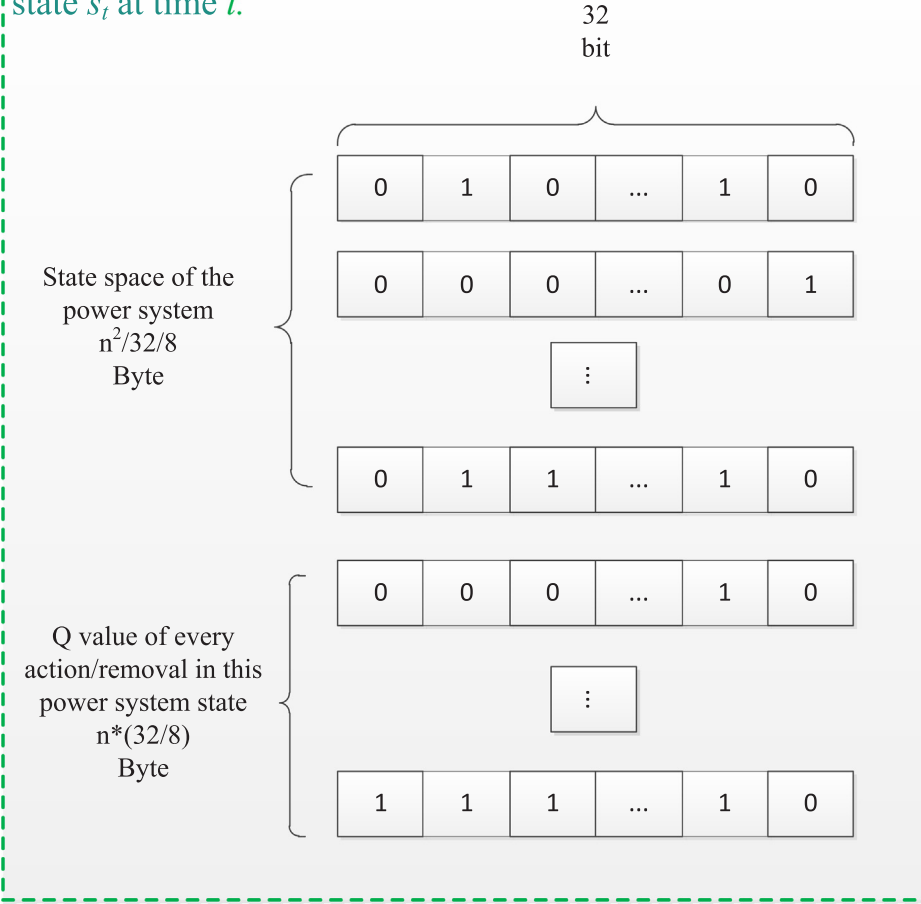 state s_t at time t.
32
bit
0 1 0 ... 1 0
0 0 0 ... 0 1
State space of the
power system
n²/32/8
Byte
⋮
0 1 1 ... 1 0
0 0 0 ... 1 0
Q value of every
action/removal in this
power system state
n*(32/8)
Byte
⋮
1 1 1 ... 1 0